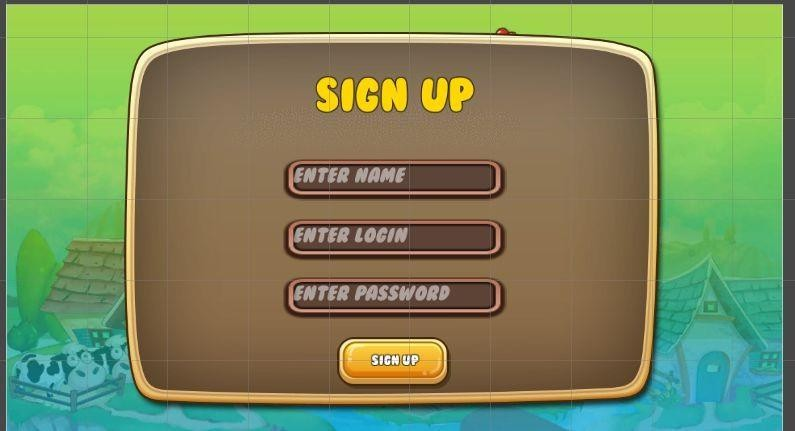 SIGN UP
ENTER NAME
ENTER LOGIN
ENTER PASSWORD
SIGN UP